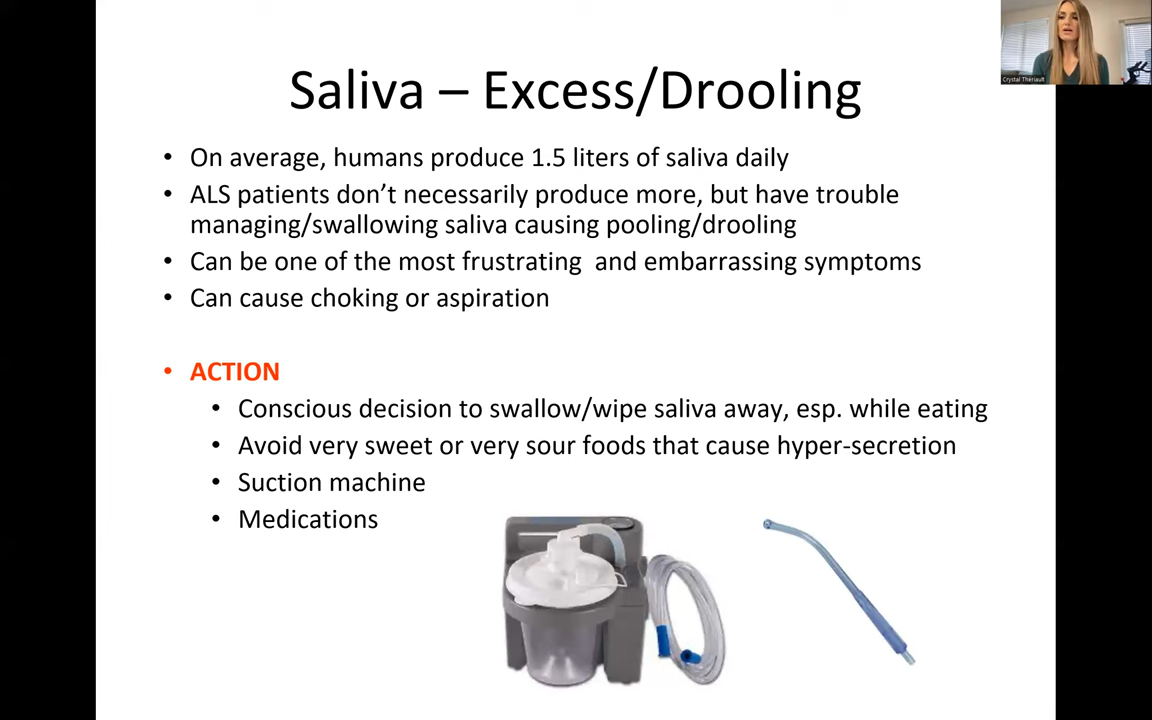 Saliva – Excess/Drooling
Crystal Theriault
• On average, humans produce 1.5 liters of saliva daily
• ALS patients don’t necessarily produce more, but have trouble
managing/swallowing saliva causing pooling/drooling
• Can be one of the most frustrating  and embarrassing symptoms
• Can cause choking or aspiration
• ACTION
• Conscious decision to swallow/wipe saliva away, esp. while eating
• Avoid very sweet or very sour foods that cause hyper-secretion
• Suction machine
• Medications